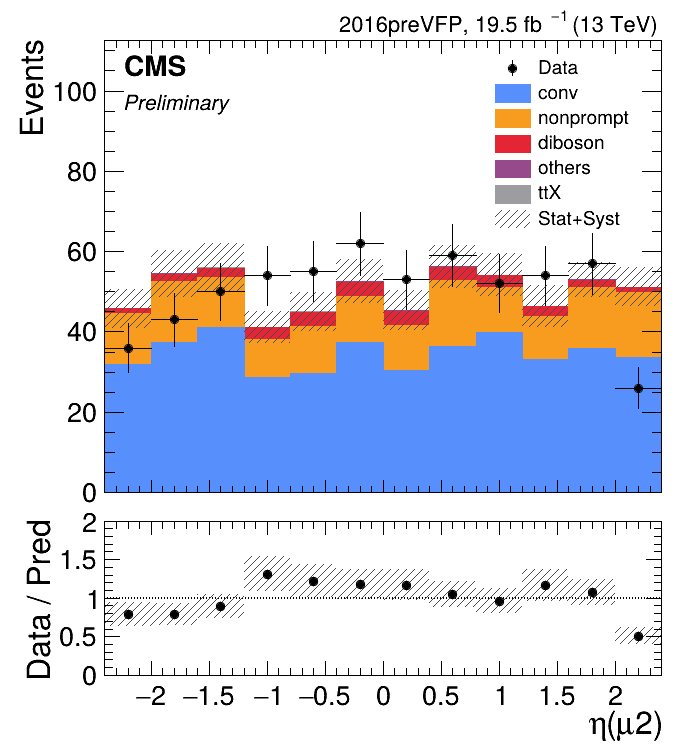 2016preVFP, 19.5 fb⁻¹ (13 TeV)
CMS
Preliminary
Data
conv
nonprompt
diboson
others
ttX
Stat+Syst
Events
100
80
60
40
20
0
Data / Pred
2
1.5
1
0.5
0
−2 −1.5 −1 −0.5 0 0.5 1 1.5 2
η(μ2)